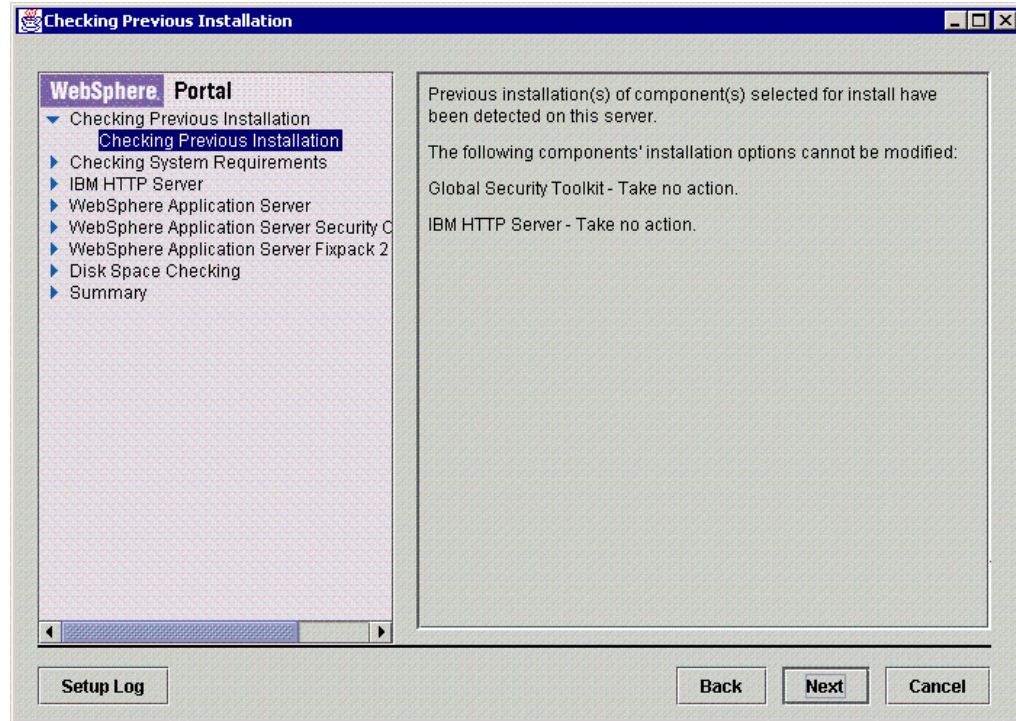 Checking Previous Installation
WebSphere Portal
Checking Previous Installation
Checking Previous Installation
Checking System Requirements
IBM HTTP Server
WebSphere Application Server
WebSphere Application Server Security C
WebSphere Application Server Fixpack 2
Disk Space Checking
Summary
Previous installation(s) of component(s) selected for install have
been detected on this server.
The following components' installation options cannot be modified:
Global Security Toolkit - Take no action.
IBM HTTP Server - Take no action.
Setup Log
Back
Next
Cancel